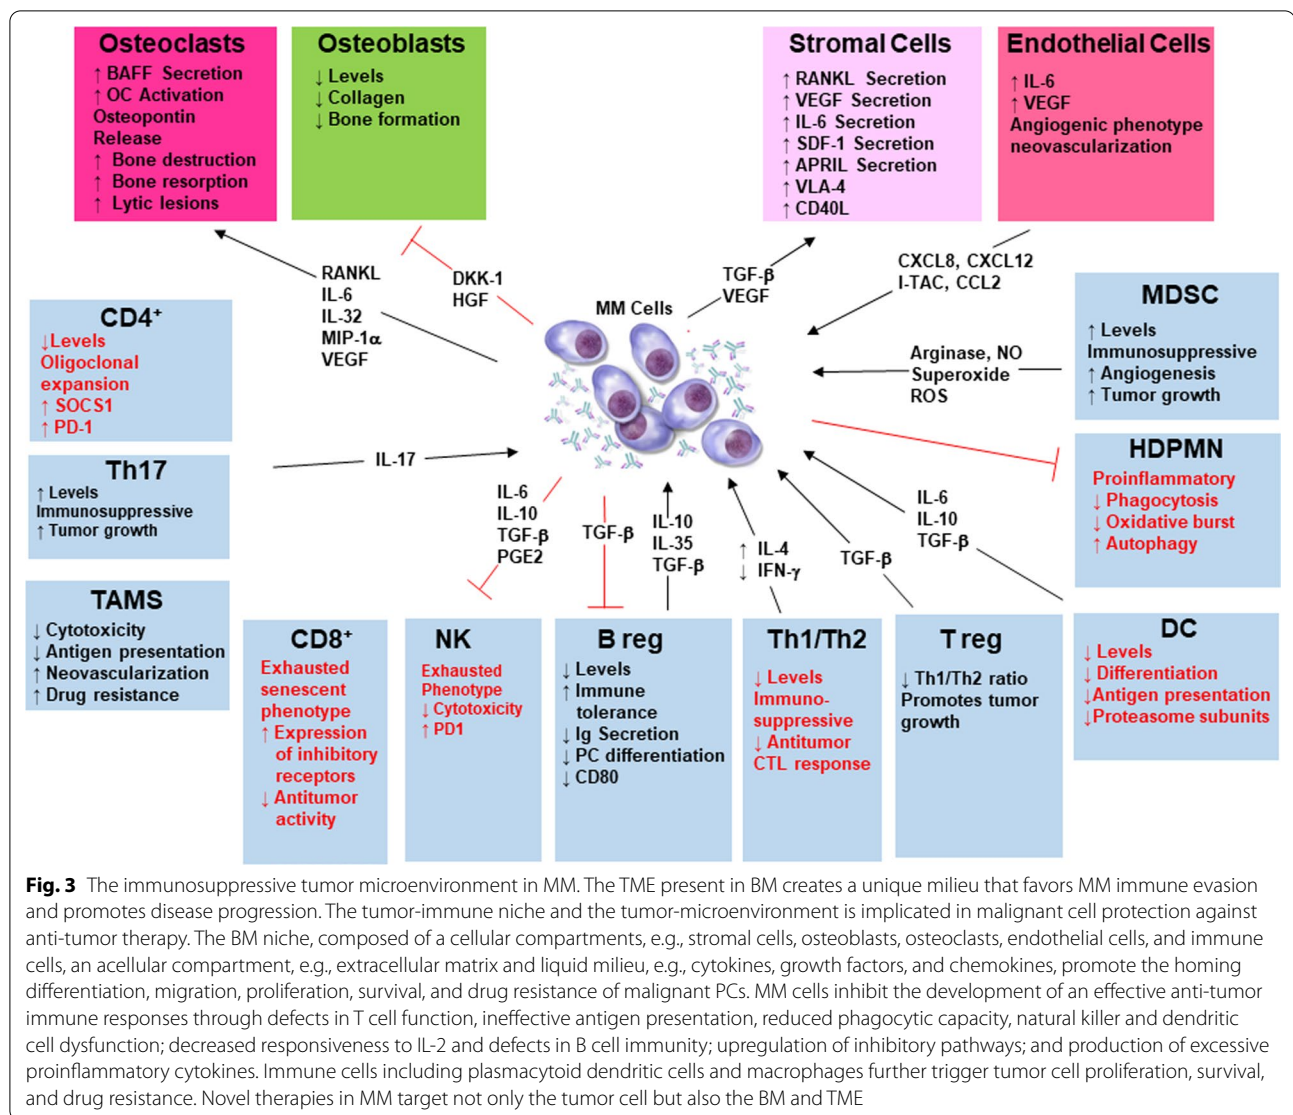 Osteoclasts
↑ BAFF Secretion
↑ OC Activation
Osteopontin
Release
↑ Bone destruction
↑ Bone resorption
↑ Lytic lesions
Osteoblasts
↓ Levels
↓ Collagen
↓ Bone formation
Stromal Cells
↑ RANKL Secretion
↑ VEGF Secretion
↑ IL-6 Secretion
↑ SDF-1 Secretion
↑ APRIL Secretion
↑ VLA-4
↑ CD40L
Endothelial Cells
↑ IL-6
↑ VEGF
Angiogenic phenotype
neovascularization
RANKL
IL-6
IL-32
MIP-1α
VEGF
DKK-1
HGF
MM Cells
TGF-β
VEGF
CXCL8, CXCL12
I-TAC, CCL2
CD4⁺
↓Levels
Oligoclonal
expansion
↑ SOCS1
↑ PD-1
MDSC
↑ Levels
Immunosuppressive
↑ Angiogenesis
↑ Tumor growth
Arginase, NO
Superoxide
ROS
Th17
↑ Levels
Immunosuppressive
↑ Tumor growth
IL-17
HDPMN
Proinflammatory
↓ Phagocytosis
↓ Oxidative burst
↑ Autophagy
IL-6
IL-10
TGF-β
PGE2
TGF-β
IL-10
IL-35
TGF-β
↑ IL-4
↓ IFN-γ
TGF-β
IL-6
IL-10
TGF-β
TAMS
↓ Cytotoxicity
↓ Antigen presentation
↑ Neovascularization
↑ Drug resistance
CD8⁺
Exhausted
senescent
phenotype
↑ Expression
of inhibitory
receptors
↓ Antitumor
activity
NK
Exhausted
Phenotype
↓ Cytotoxicity
↑ PD1
B reg
↓ Levels
↑ Immune
tolerance
↓ Ig Secretion
↓ PC differentiation
↓ CD80
Th1/Th2
↓ Levels
Immuno-
suppressive
↓ Antitumor
CTL response
T reg
↓ Th1/Th2 ratio
Promotes tumor
growth
DC
↓ Levels
↓ Differentiation
↓Antigen presentation
↓Proteasome subunits
Fig. 3 The immunosuppressive tumor microenvironment in MM. The TME present in BM creates a unique milieu that favors MM immune evasion
and promotes disease progression. The tumor-immune niche and the tumor-microenvironment is implicated in malignant cell protection against
anti-tumor therapy. The BM niche, composed of a cellular compartments, e.g., stromal cells, osteoblasts, osteoclasts, endothelial cells, and immune
cells, an acellular compartment, e.g., extracellular matrix and liquid milieu, e.g., cytokines, growth factors, and chemokines, promote the homing
differentiation, migration, proliferation, survival, and drug resistance of malignant PCs. MM cells inhibit the development of an effective anti-tumor
immune responses through defects in T cell function, ineffective antigen presentation, reduced phagocytic capacity, natural killer and dendritic
cell dysfunction; decreased responsiveness to IL-2 and defects in B cell immunity; upregulation of inhibitory pathways; and production of excessive
proinflammatory cytokines. Immune cells including plasmacytoid dendritic cells and macrophages further trigger tumor cell proliferation, survival,
and drug resistance. Novel therapies in MM target not only the tumor cell but also the BM and TME